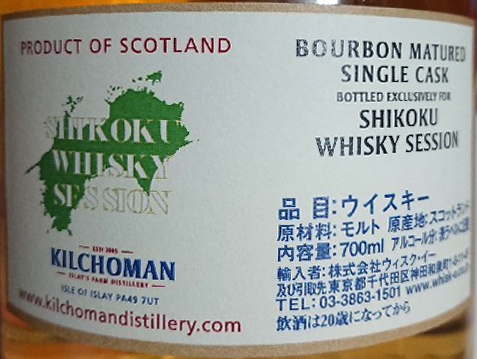 PRODUCT OF SCOTLAND
SHIKOKU
WHISKY
SESSION
EST. 2005
KILCHOMAN
ISLAY'S FARM DISTILLERY
ISLE OF ISLAY PA49 7UT
www.kilchomandistillery.com
BOURBON MATURED
SINGLE CASK
BOTTLED EXCLUSIVELY FOR
SHIKOKU
WHISKY SESSION
品 目:ウイスキー
原材料:モルト 原産地:スコットランド
内容量:700ml アルコール分:
輸入者:株式会社ウィスク・イー
及び引取先 東京都千代田区神田和泉町
TEL: 03-3863-1501 www.whisk-e.co.jp
飲酒は20歳になってから